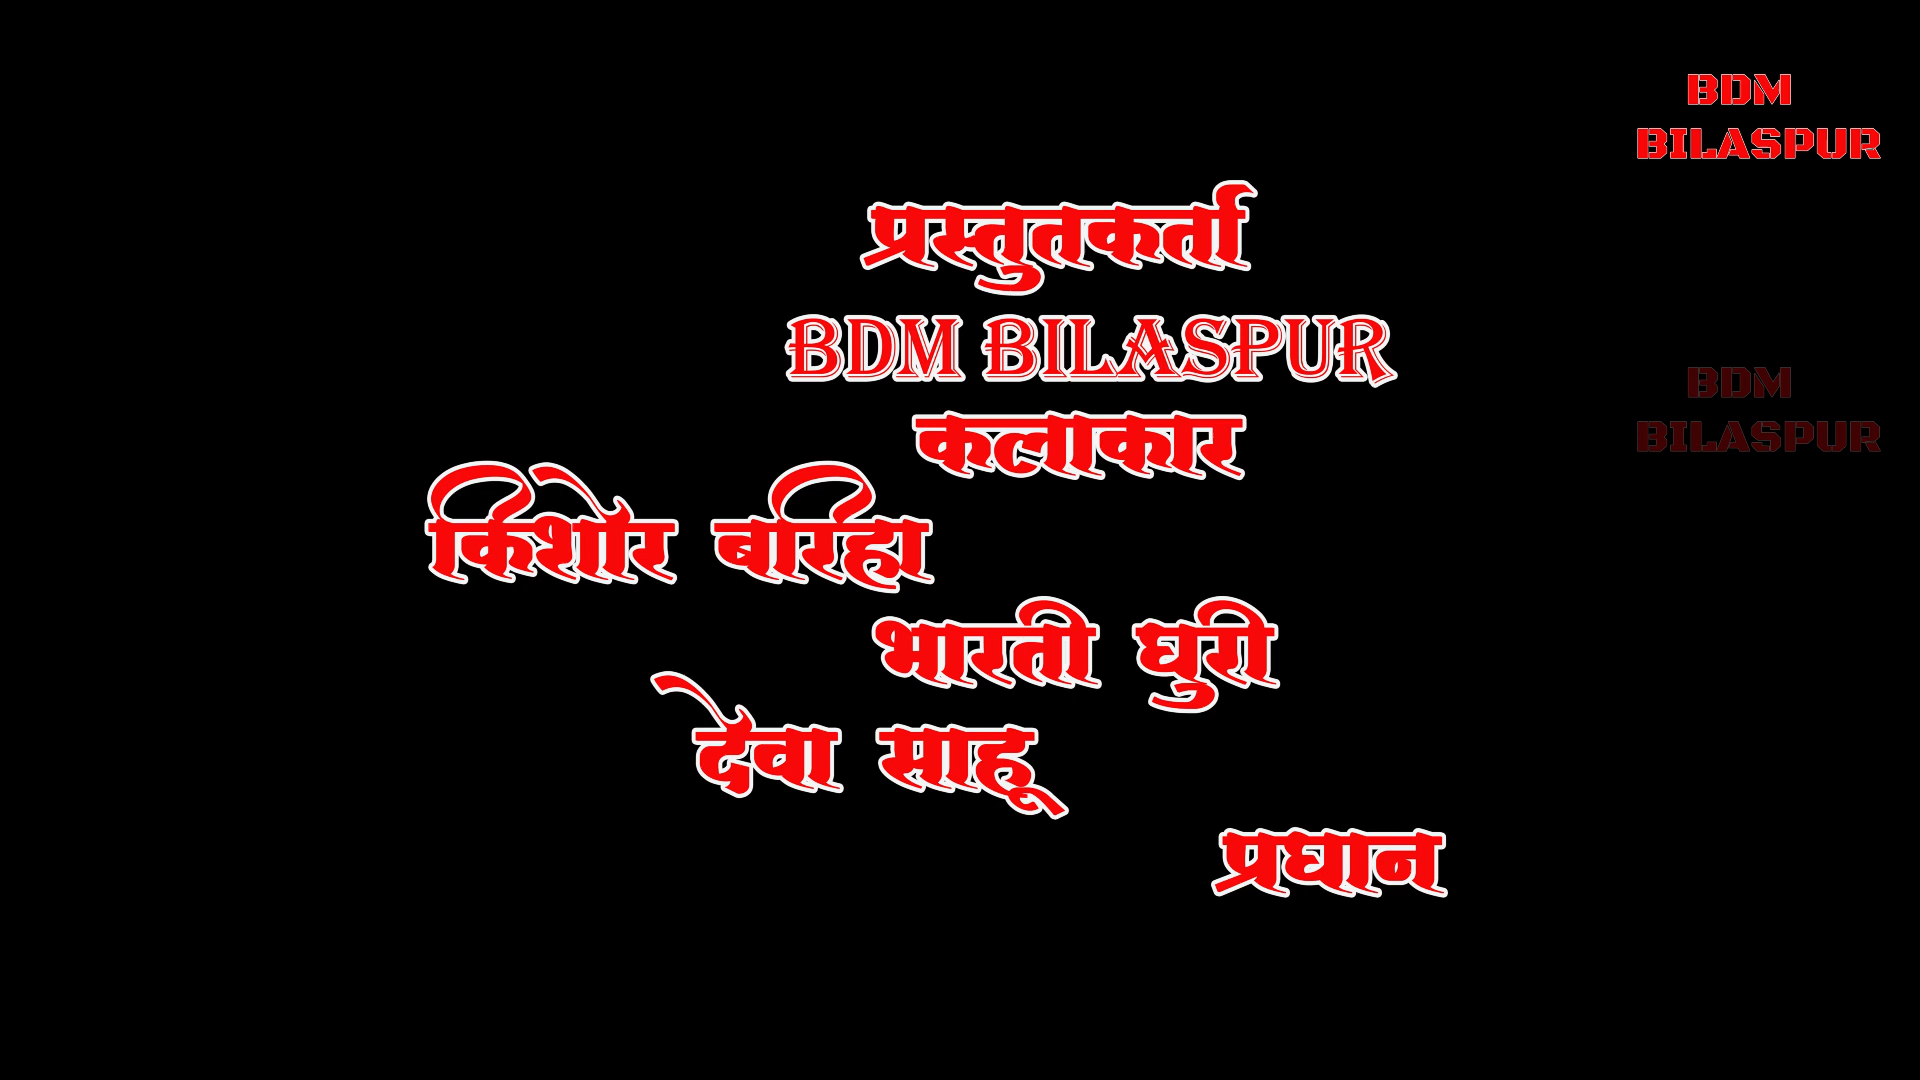 BDM
BILASPUR
प्रस्तुतकर्ता
BDM BILASPUR
कलाकार
किशोर बरिहा
भारती धुरी
देवा साहू
प्रधान
BDM
BILASPUR